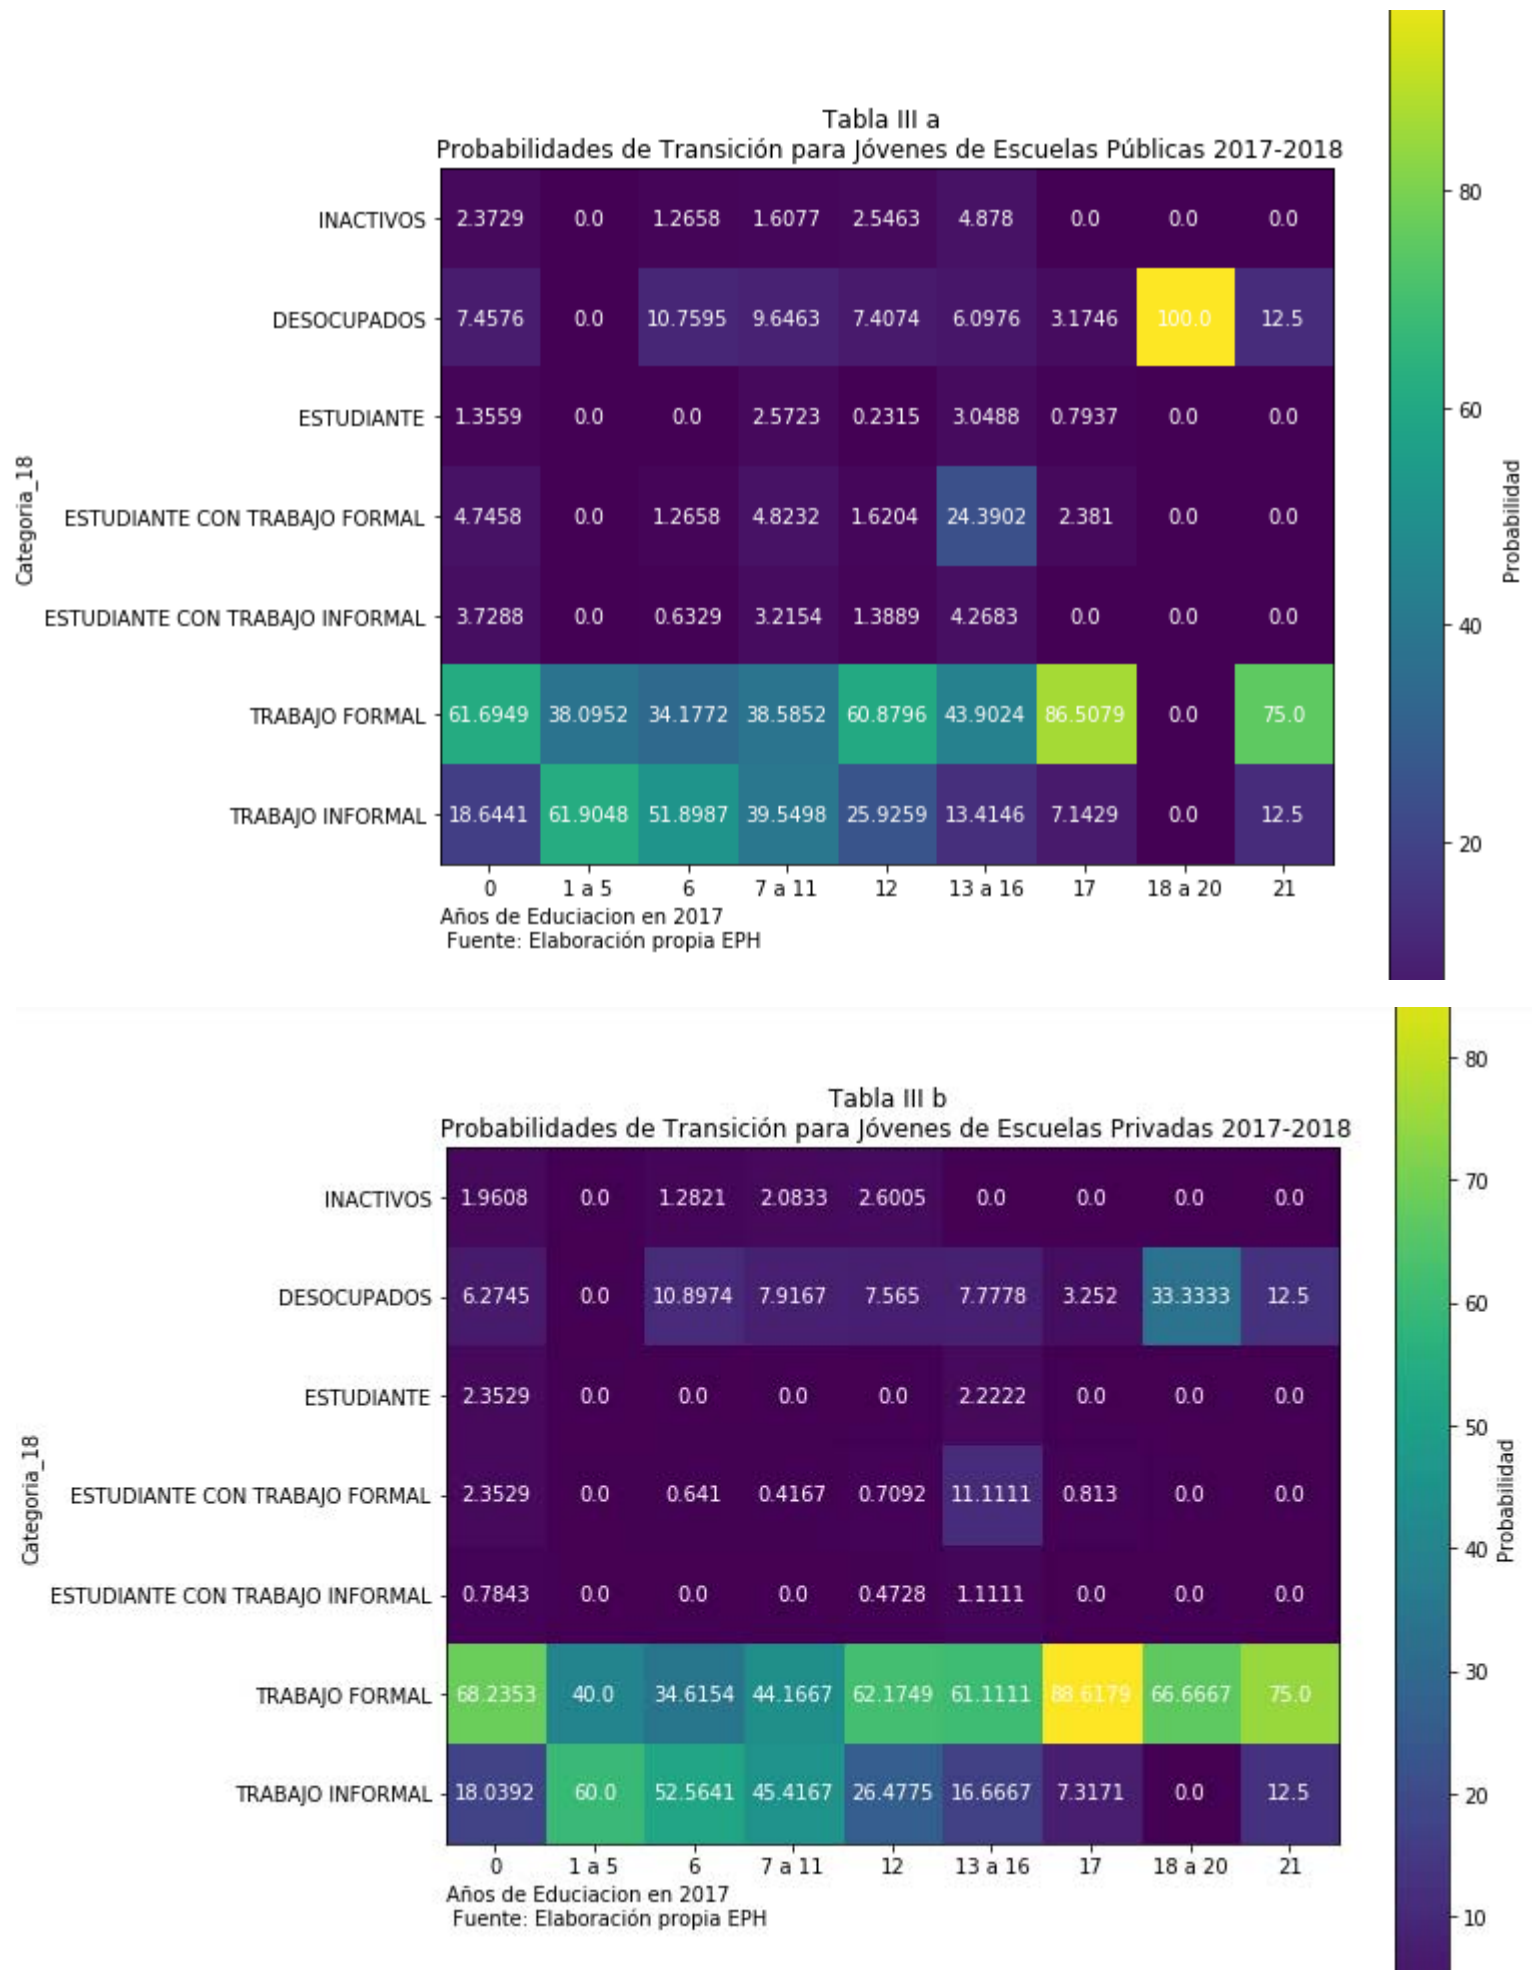 Tabla III a
Probabilidades de Transición para Jóvenes de Escuelas Públicas 2017-2018
INACTIVOS 2.3729 0.0 1.2658 1.6077 2.5463 4.878 0.0 0.0 0.0
DESOCUPADOS 7.4576 0.0 10.7595 9.6463 7.4074 6.0976 3.1746 100.0 12.5
ESTUDIANTE 1.3559 0.0 0.0 2.5723 0.2315 3.0488 0.7937 0.0 0.0
ESTUDIANTE CON TRABAJO FORMAL 4.7458 0.0 1.2658 4.8232 1.6204 24.3902 2.381 0.0 0.0
ESTUDIANTE CON TRABAJO INFORMAL 3.7288 0.0 0.6329 3.2154 1.3889 4.2683 0.0 0.0 0.0
TRABAJO FORMAL 61.6949 38.0952 34.1772 38.5852 60.8796 43.9024 86.5079 0.0 75.0
TRABAJO INFORMAL 18.6441 61.9048 51.8987 39.5498 25.9259 13.4146 7.1429 0.0 12.5
0 1 a 5 6 7 a 11 12 13 a 16 17 18 a 20 21
Años de Educiacion en 2017
Fuente: Elaboración propia EPH
Categoria_18
80
60
40
20
Probabilidad
Tabla III b
Probabilidades de Transición para Jóvenes de Escuelas Privadas 2017-2018
INACTIVOS 1.9608 0.0 1.2821 2.0833 2.6005 0.0 0.0 0.0 0.0
DESOCUPADOS 6.2745 0.0 10.8974 7.9167 7.565 7.7778 3.252 33.3333 12.5
ESTUDIANTE 2.3529 0.0 0.0 0.0 0.0 2.2222 0.0 0.0 0.0
ESTUDIANTE CON TRABAJO FORMAL 2.3529 0.0 0.641 0.4167 0.7092 11.1111 0.813 0.0 0.0
ESTUDIANTE CON TRABAJO INFORMAL 0.7843 0.0 0.0 0.0 0.4728 1.1111 0.0 0.0 0.0
TRABAJO FORMAL 68.2353 40.0 34.6154 44.1667 62.1749 61.1111 88.6179 66.6667 75.0
TRABAJO INFORMAL 18.0392 60.0 52.5641 45.4167 26.4775 16.6667 7.3171 0.0 12.5
0 1 a 5 6 7 a 11 12 13 a 16 17 18 a 20 21
Años de Educiacion en 2017
Fuente: Elaboración propia EPH
Categoria_18
80
70
60
50
40
30
20
10
Probabilidad